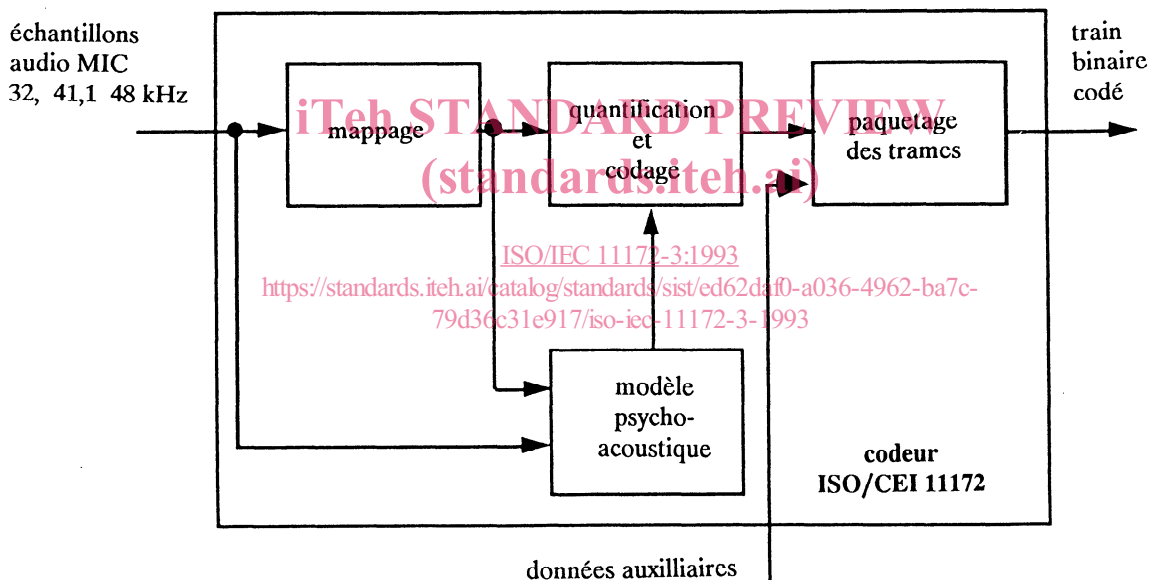 échantillons
audio MIC
32, 41,1 48 kHz
train
binaire
codé
mappage
quantification
et
codage
paquetage
des trames
iTeh STANDARD PREVIEW
(standards.iteh.ai)
ISO/IEC 11172-3:1993
https://standards.iteh.ai/catalog/standards/sist/ed62daf0-a036-4962-ba7c-
79d36c31e917/iso-iec-11172-3-1993
modèle
psycho-
acoustique
codeur
ISO/CEI 11172
données auxilliaires